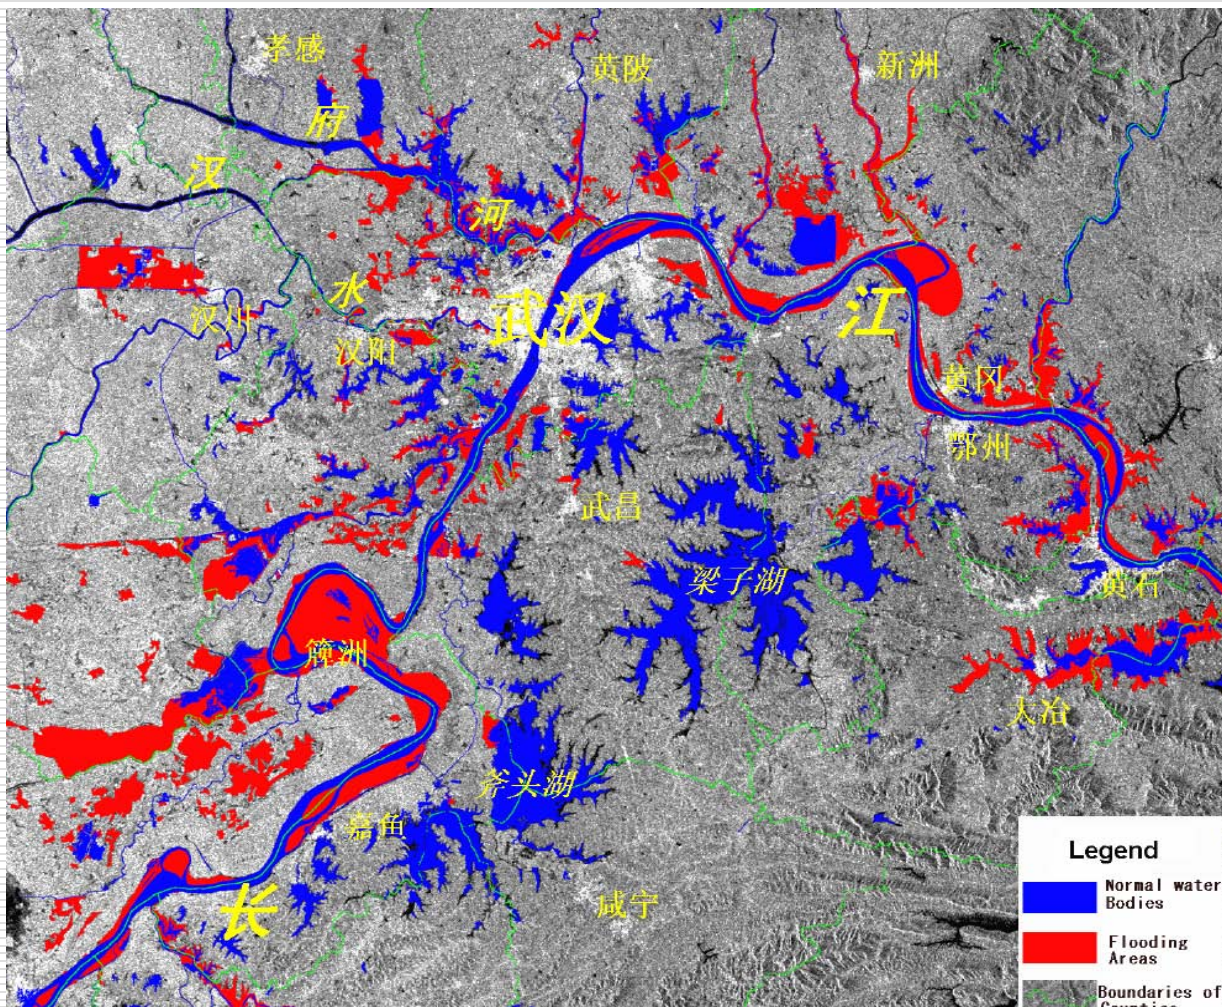 孝感
黄陂
新洲
府
汉
河
水
汉川
武汉
江
汉阳
黄冈
鄂州
武昌
梁子湖
黄石
簰洲
大冶
斧头湖
嘉鱼
长
咸宁
Legend
Normal water
Bodies
Flooding
Areas
Boundaries of